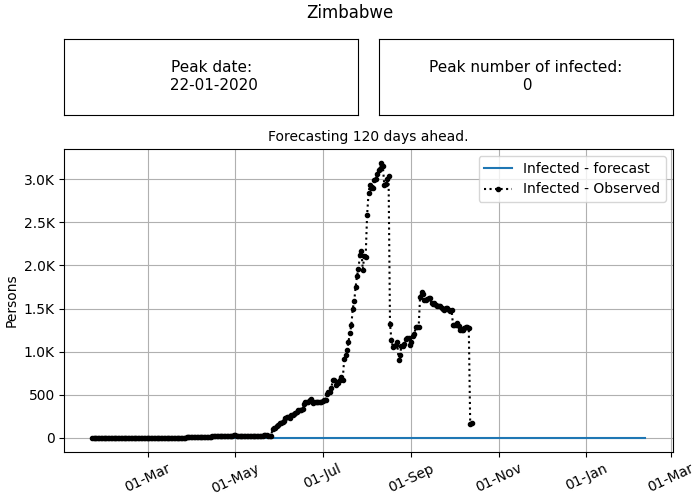 Zimbabwe
Peak date:
22-01-2020
Peak number of infected:
0
Forecasting 120 days ahead.
Infected - forecast
Infected - Observed
Persons
3.0K
2.5K
2.0K
1.5K
1.0K
500
0
01-Mar
01-May
01-Jul
01-Sep
01-Nov
01-Jan
01-Mar